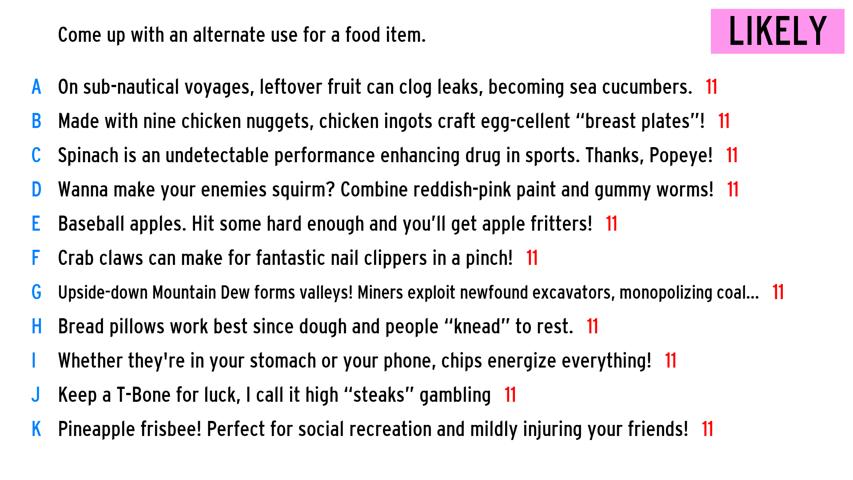 Come up with an alternate use for a food item.
LIKELY
A On sub-nautical voyages, leftover fruit can clog leaks, becoming sea cucumbers. 11
B Made with nine chicken nuggets, chicken ingots craft egg-cellent “breast plates”! 11
C Spinach is an undetectable performance enhancing drug in sports. Thanks, Popeye! 11
D Wanna make your enemies squirm? Combine reddish-pink paint and gummy worms! 11
E Baseball apples. Hit some hard enough and you’ll get apple fritters! 11
F Crab claws can make for fantastic nail clippers in a pinch! 11
G Upside-down Mountain Dew forms valleys! Miners exploit newfound excavators, monopolizing coal... 11
H Bread pillows work best since dough and people “knead” to rest. 11
I Whether they're in your stomach or your phone, chips energize everything! 11
J Keep a T-Bone for luck, I call it high “steaks” gambling 11
K Pineapple frisbee! Perfect for social recreation and mildly injuring your friends! 11